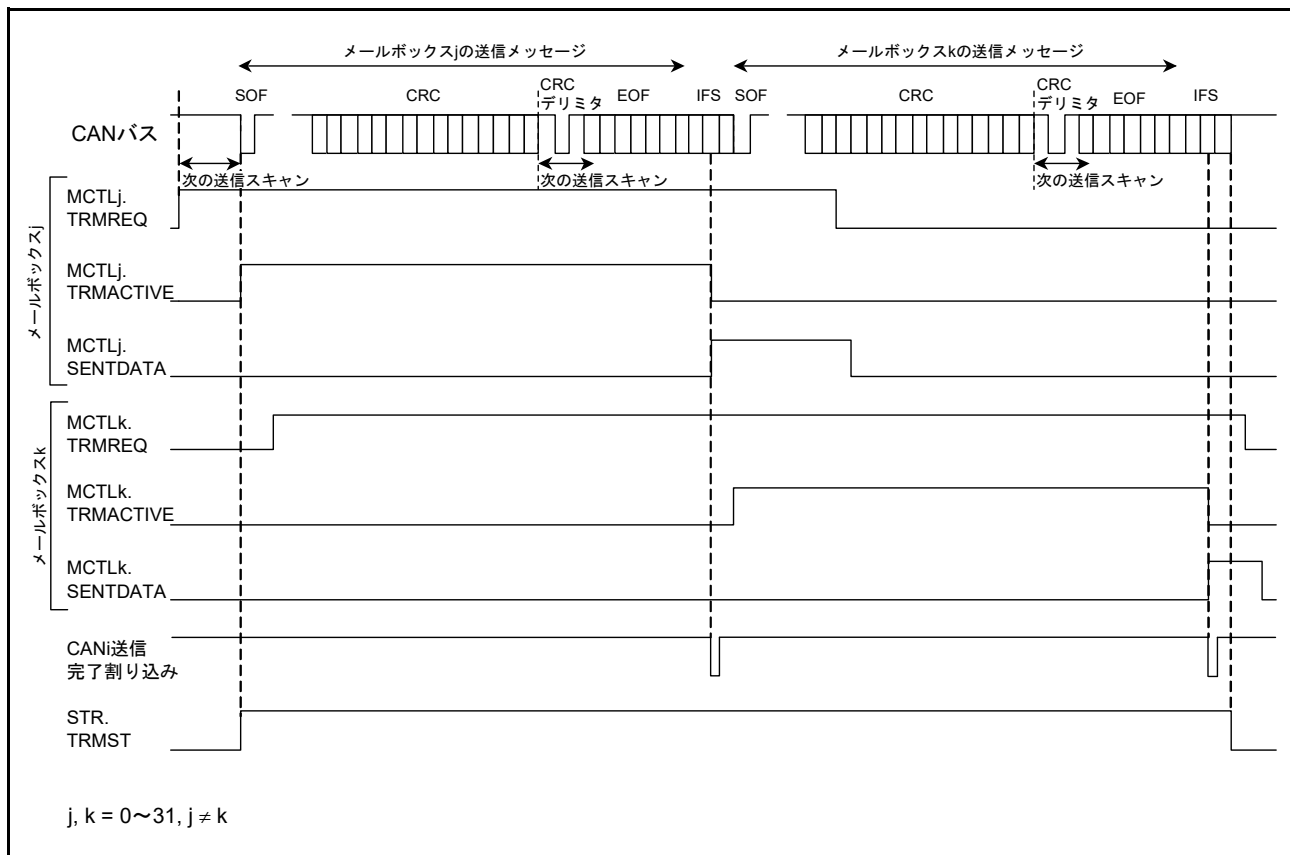 メールボックスjの送信メッセージ
メールボックスkの送信メッセージ
SOF
CRC
CRC
デリミタ
EOF
IFS
SOF
CRC
CRC
デリミタ
EOF
IFS
CANバス
次の送信スキャン
次の送信スキャン
次の送信スキャン
メールボックスj
MCTLj.
TRMREQ
MCTLj.
TRMACTIVE
MCTLj.
SENTDATA
メールボックスk
MCTLk.
TRMREQ
MCTLk.
TRMACTIVE
MCTLk.
SENTDATA
CANi送信
完了割り込み
STR.
TRMST
j, k = 0～31, j ≠ k